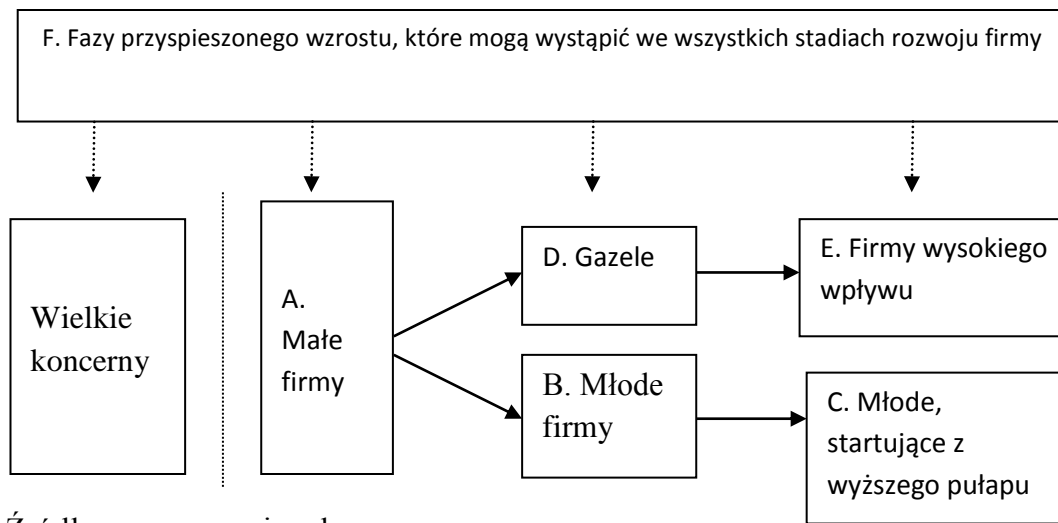 F. Fazy przyspieszonego wzrostu, które mogą wystąpić we wszystkich stadiach rozwoju firmy
Wielkie
koncerny
A.
Małe
firmy
D. Gazele
B. Młode
firmy
E. Firmy wysokiego
wpływu
C. Młode,
startujące z
wyższego pułapu